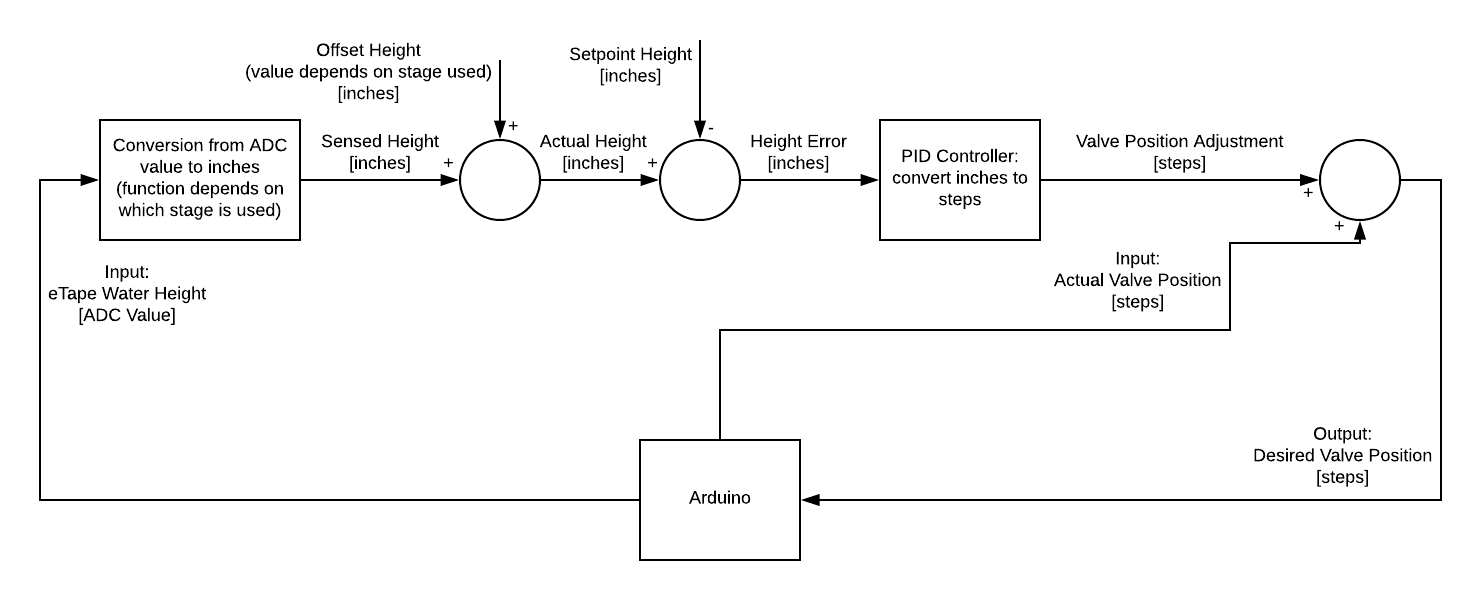 Offset Height
(value depends on stage used)
[inches]
Setpoint Height
[inches]
+
-
Conversion from ADC
value to inches
(function depends on
which stage is used)
Sensed Height
[inches]
+
Actual Height
[inches]
+
Height Error
[inches]
PID Controller:
convert inches to
steps
Valve Position Adjustment
[steps]
+
+
Input:
Actual Valve Position
[steps]
Input:
eTape Water Height
[ADC Value]
Output:
Desired Valve Position
[steps]
Arduino